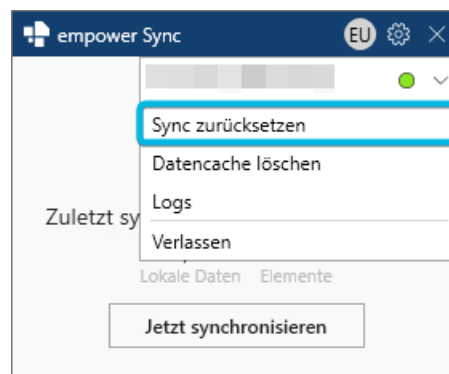 empower Sync EU
Sync zurücksetzen
Datencache löschen
Logs
Zuletzt sy
Verlassen
Lokale Daten Elemente
Jetzt synchronisieren